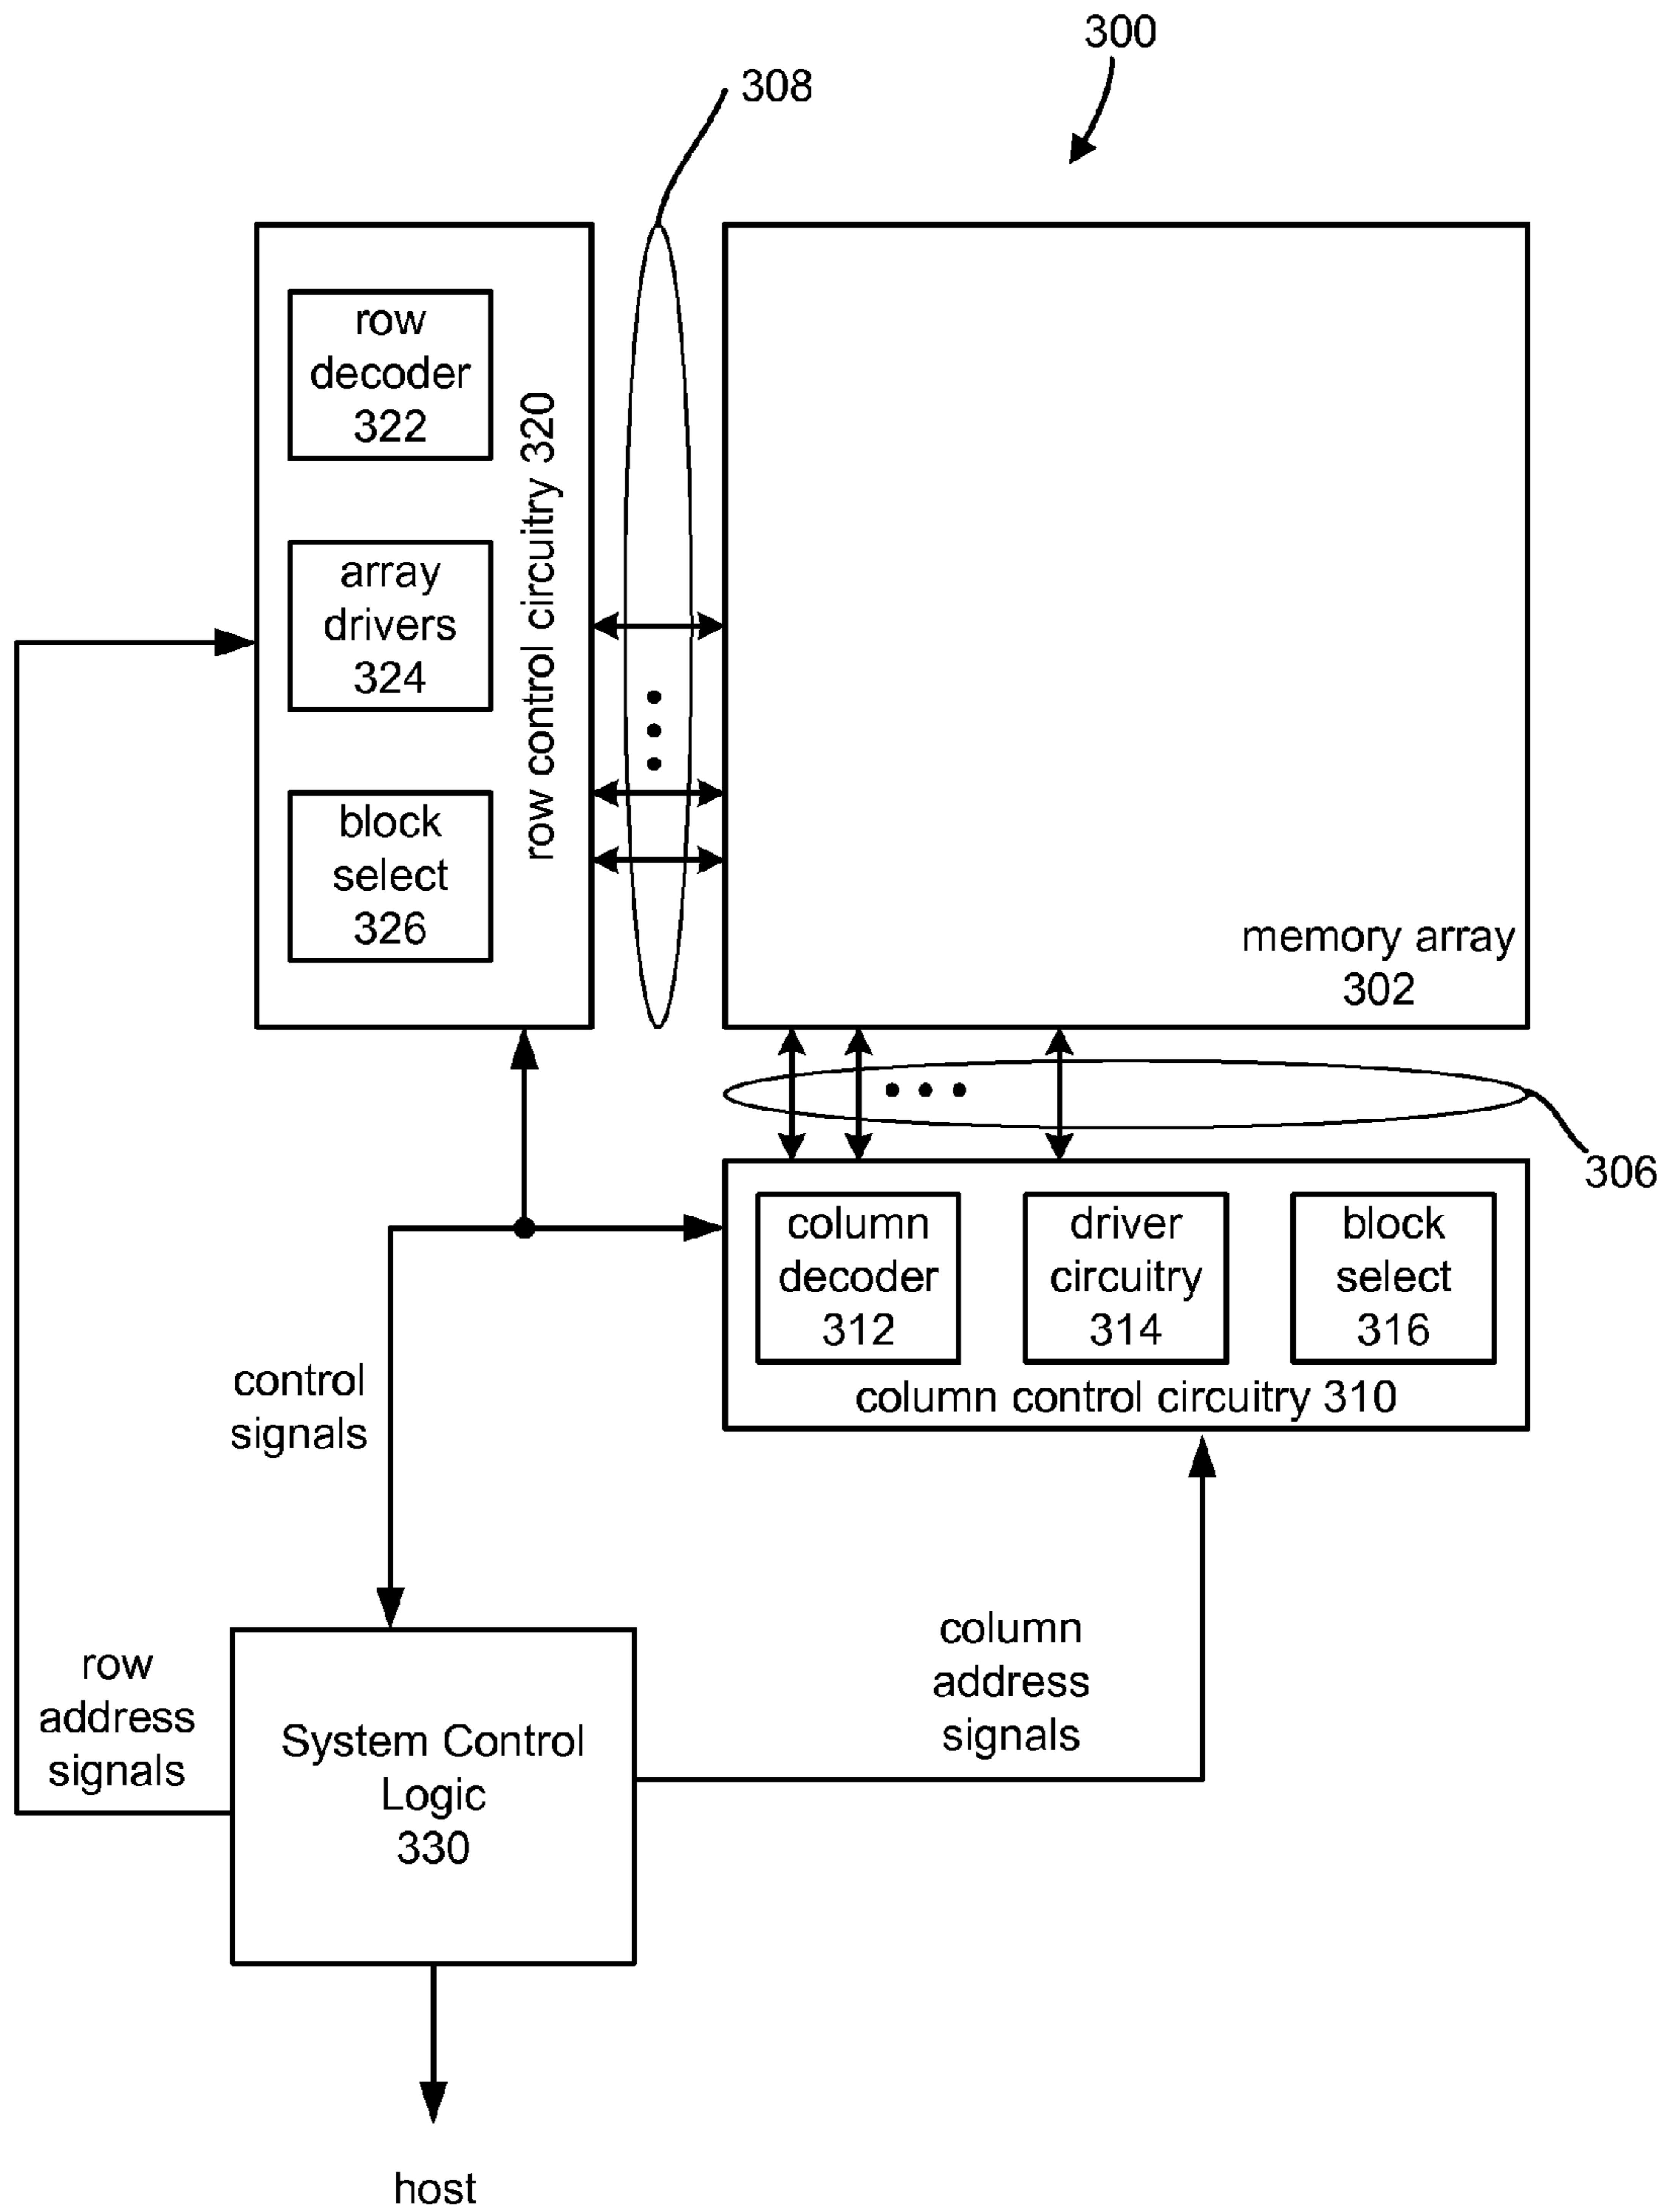 300
308
row
decoder
322
array
drivers
324
block
select
326
row control circuitry 320
memory array
302
306
column
decoder
312
driver
circuitry
314
block
select
316
column control circuitry 310
control
signals
row
address
signals
column
address
signals
System Control
Logic
330
host